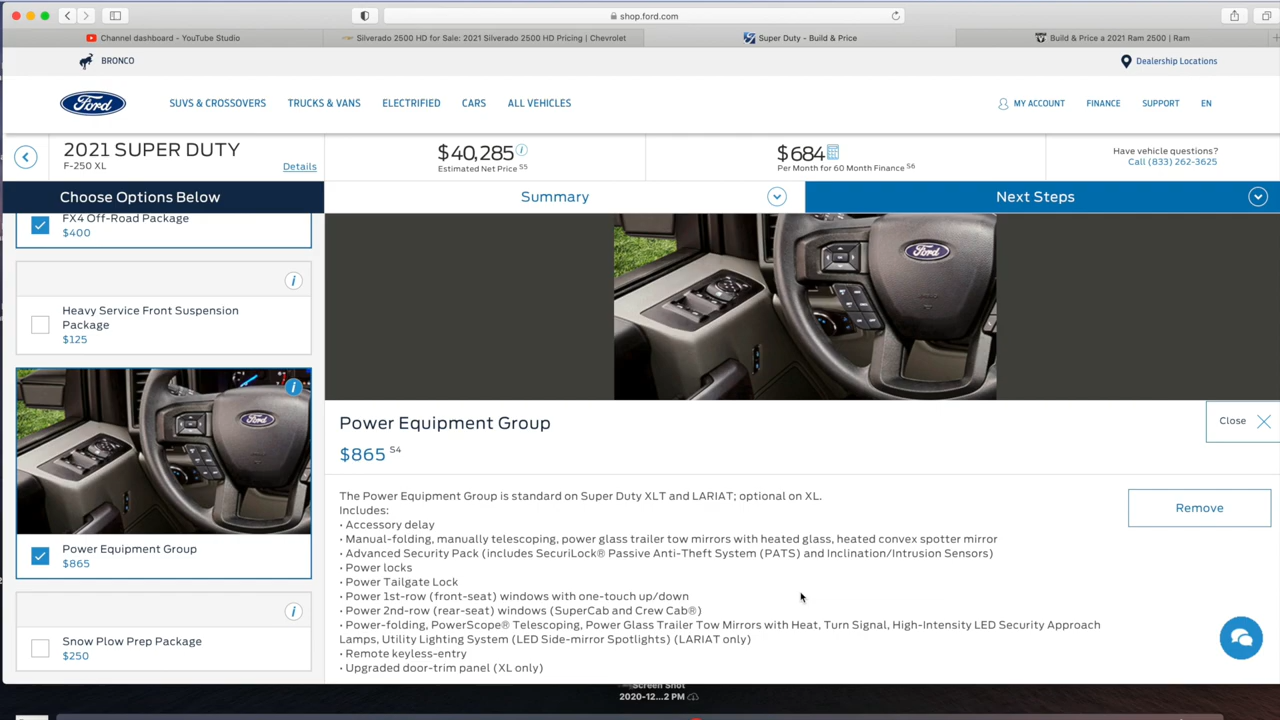 shop.ford.com
Channel dashboard - YouTube Studio
Silverado 2500 HD for Sale: 2021 Silverado 2500 HD Pricing | Chevrolet
Super Duty - Build & Price
Build & Price a 2021 Ram 2500 | Ram
BRONCO
Dealership Locations
Ford
SUVS & CROSSOVERS
TRUCKS & VANS
ELECTRIFIED
CARS
ALL VEHICLES
MY ACCOUNT
FINANCE
SUPPORT
EN
2021 SUPER DUTY
F-250 XL
Details
$40,285
Estimated Net Price S5
$684
Per Month for 60 Month Finance S6
Have vehicle questions?
Call (833) 262-3625
Choose Options Below
Summary
Next Steps
FX4 Off-Road Package
$400
Heavy Service Front Suspension
Package
$125
Ford
Power Equipment Group
$865
Snow Plow Prep Package
$250
Ford
Power Equipment Group
Close
$865 S4
The Power Equipment Group is standard on Super Duty XLT and LARIAT; optional on XL.
Includes:
• Accessory delay
• Manual-folding, manually telescoping, power glass trailer tow mirrors with heated glass, heated convex spotter mirror
• Advanced Security Pack (includes SecuriLock® Passive Anti-Theft System (PATS) and Inclination/Intrusion Sensors)
• Power locks
• Power Tailgate Lock
• Power 1st-row (front-seat) windows with one-touch up/down
• Power 2nd-row (rear-seat) windows (SuperCab and Crew Cab®)
• Power-folding, PowerScope® Telescoping, Power Glass Trailer Tow Mirrors with Heat, Turn Signal, High-Intensity LED Security Approach
Lamps, Utility Lighting System (LED Side-mirror Spotlights) (LARIAT only)
• Remote keyless-entry
• Upgraded door-trim panel (XL only)
Remove
Screen Shot
2020-12...2 PM